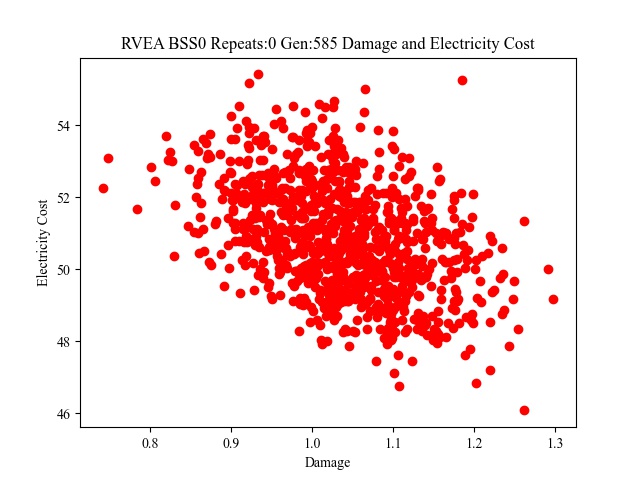 RVEA BSS0 Repeats:0 Gen:585 Damage and Electricity Cost
Electricity Cost
54
52
50
48
46
0.8 0.9 1.0 1.1 1.2 1.3
Damage